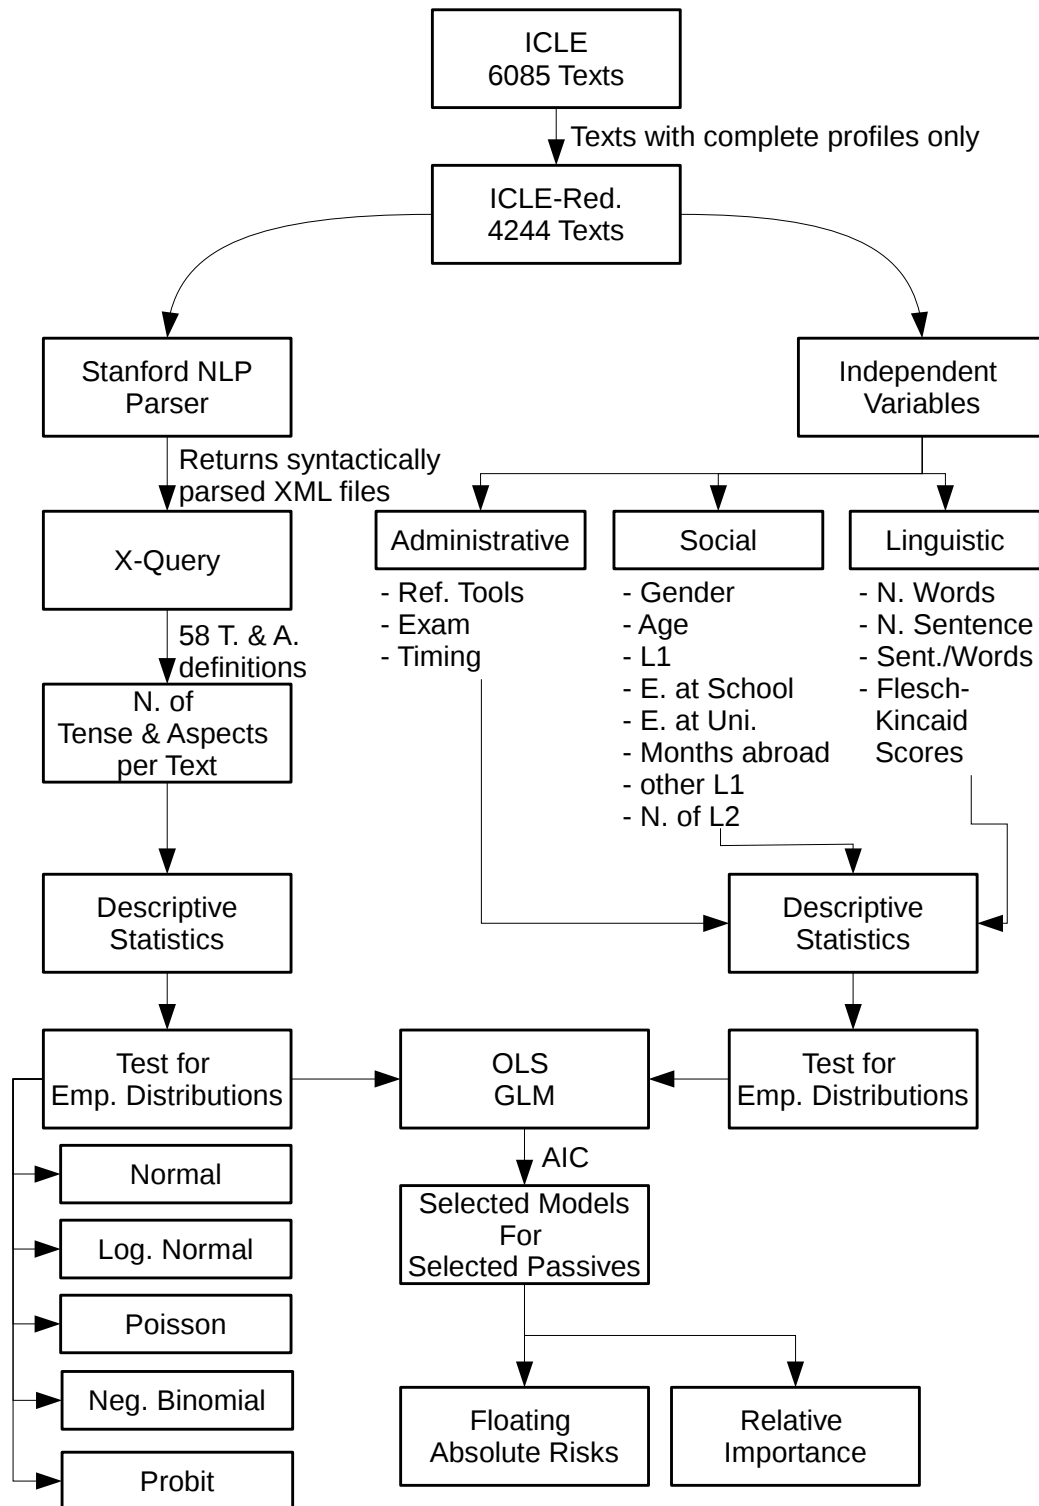 ICLE
6085 Texts
Texts with complete profiles only
ICLE-Red.
4244 Texts
Stanford NLP
Parser
Independent
Variables
Returns syntactically
parsed XML files
X-Query
Administrative
Social
Linguistic
- Ref. Tools
- Exam
- Timing
- Gender
- Age
- L1
- E. at School
- E. at Uni.
- Months abroad
- other L1
- N. of L2
- N. Words
- N. Sentence
- Sent./Words
- Flesch-
Kincaid
Scores
58 T. & A.
definitions
N. of
Tense & Aspects
per Text
Descriptive
Statistics
Descriptive
Statistics
Test for
Emp. Distributions
OLS
GLM
Test for
Emp. Distributions
AIC
Normal
Log. Normal
Poisson
Neg. Binomial
Probit
Selected Models
For
Selected Passives
Floating
Absolute Risks
Relative
Importance